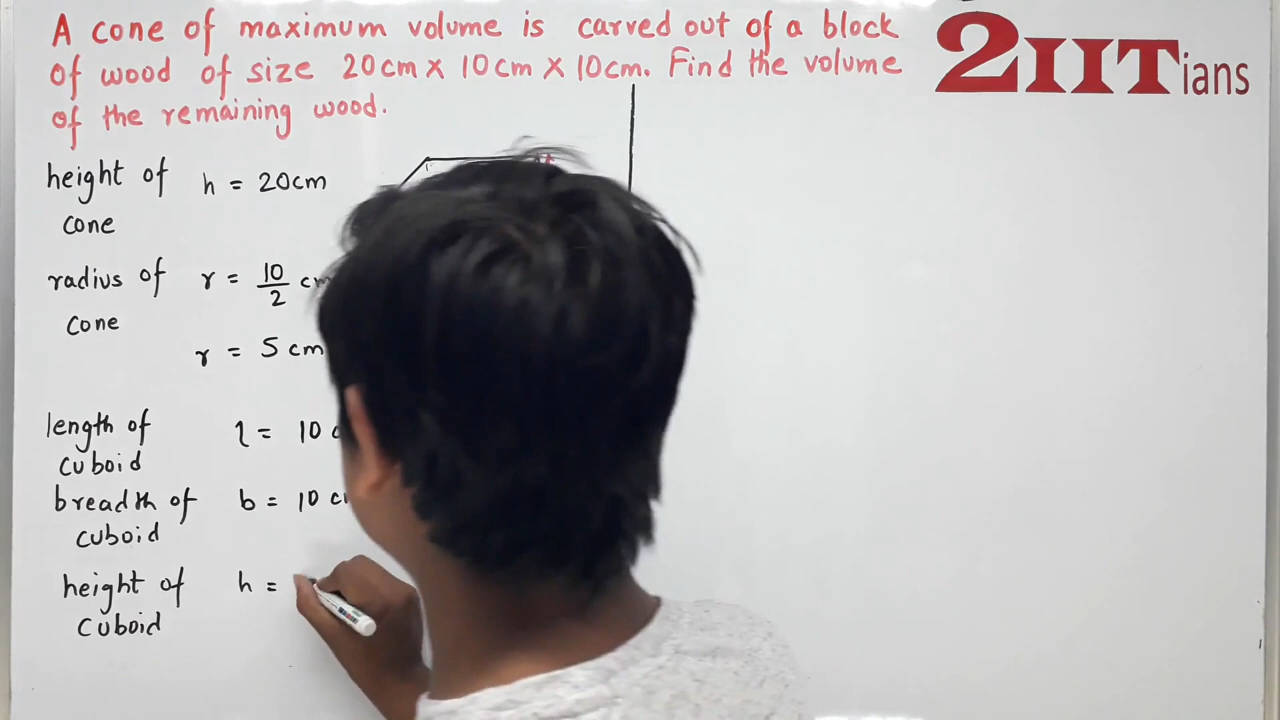 A cone of maximum volume is carved out of a block
of wood of size 20cm x 10cm x 10cm. Find the volume
of the remaining wood.
2IITians
height of h = 20cm
cone
radius of r = 10/2 cm
cone
r = 5 cm
length of l = 10
cuboid
breadth of b = 10
cuboid
height of h =
cuboid